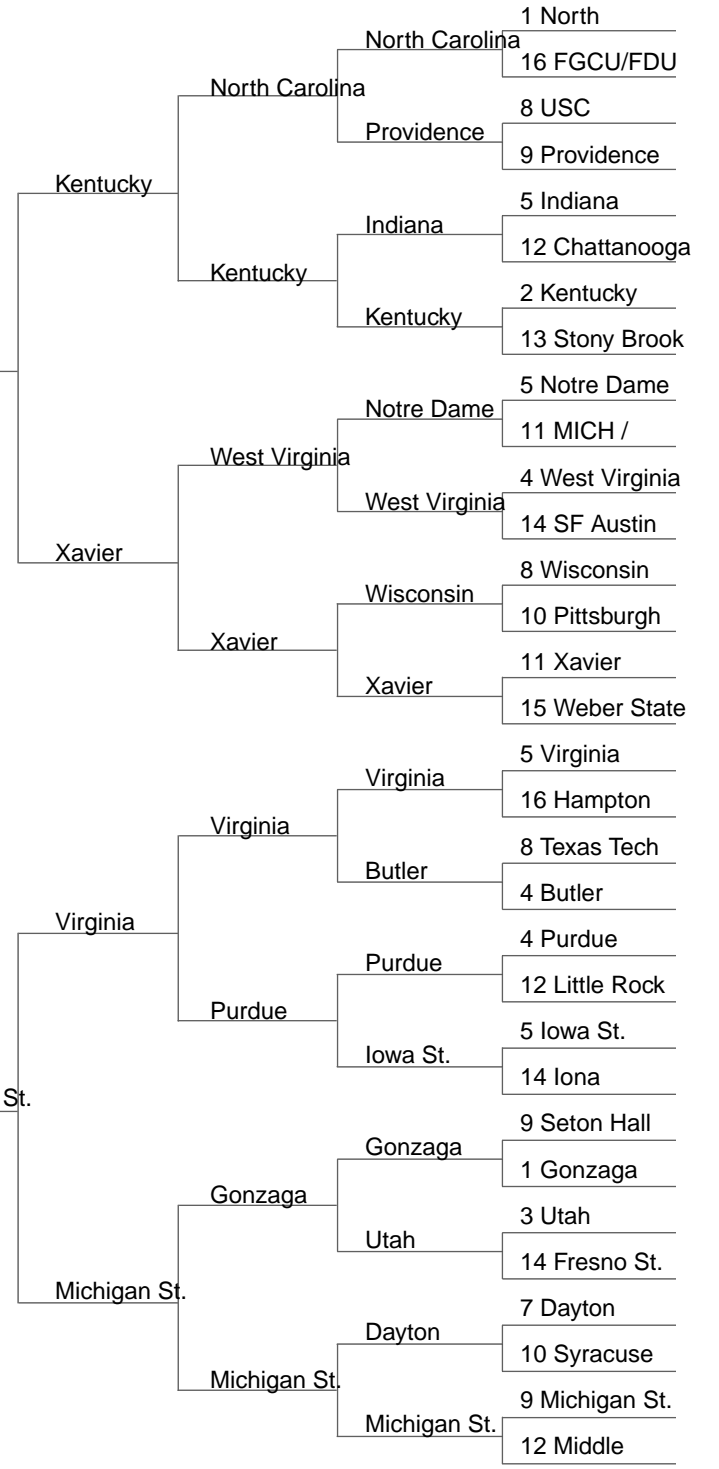 1 North
North Carolina
16 FGCU/FDU
North Carolina
8 USC
Providence
9 Providence
Kentucky
5 Indiana
Indiana
12 Chattanooga
Kentucky
2 Kentucky
Kentucky
13 Stony Brook
5 Notre Dame
Notre Dame
11 MICH /
West Virginia
4 West Virginia
West Virginia
14 SF Austin
Xavier
8 Wisconsin
Wisconsin
10 Pittsburgh
Xavier
11 Xavier
Xavier
15 Weber State
5 Virginia
Virginia
16 Hampton
Virginia
8 Texas Tech
Butler
4 Butler
Virginia
4 Purdue
Purdue
12 Little Rock
Purdue
5 Iowa St.
Iowa St.
14 Iona
St.
9 Seton Hall
Gonzaga
1 Gonzaga
Gonzaga
3 Utah
Utah
14 Fresno St.
Michigan St.
7 Dayton
Dayton
10 Syracuse
Michigan St.
9 Michigan St.
Michigan St.
12 Middle